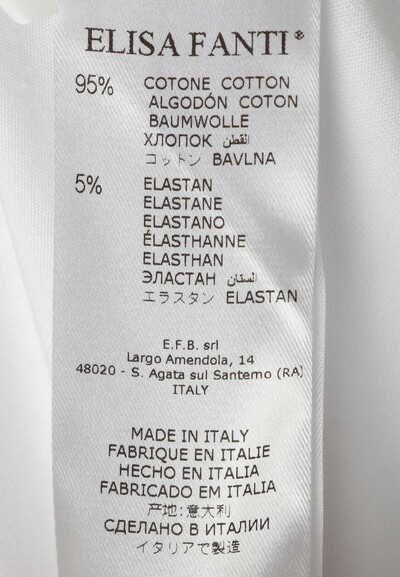 ELISA FANTI®
95% COTONE COTTON
ALGODÓN COTON
BAUMWOLLE
ХЛОПОК القطن
コットン BAVLNA
5% ELASTAN
ELASTANE
ELASTANO
ÉLASTHANNE
ELASTHAN
ЭЛАСТАН الستان
エラスタン ELASTAN
E.F.B. srl
Largo Amendola, 14
48020 - S. Agata sul Santerno (RA)
ITALY
MADE IN ITALY
FABRIQUE EN ITALIE
HECHO EN ITALIA
FABRICADO EM ITALIA
产地:意大利
СДЕЛАНО В ИТАЛИИ
イタリアで製造